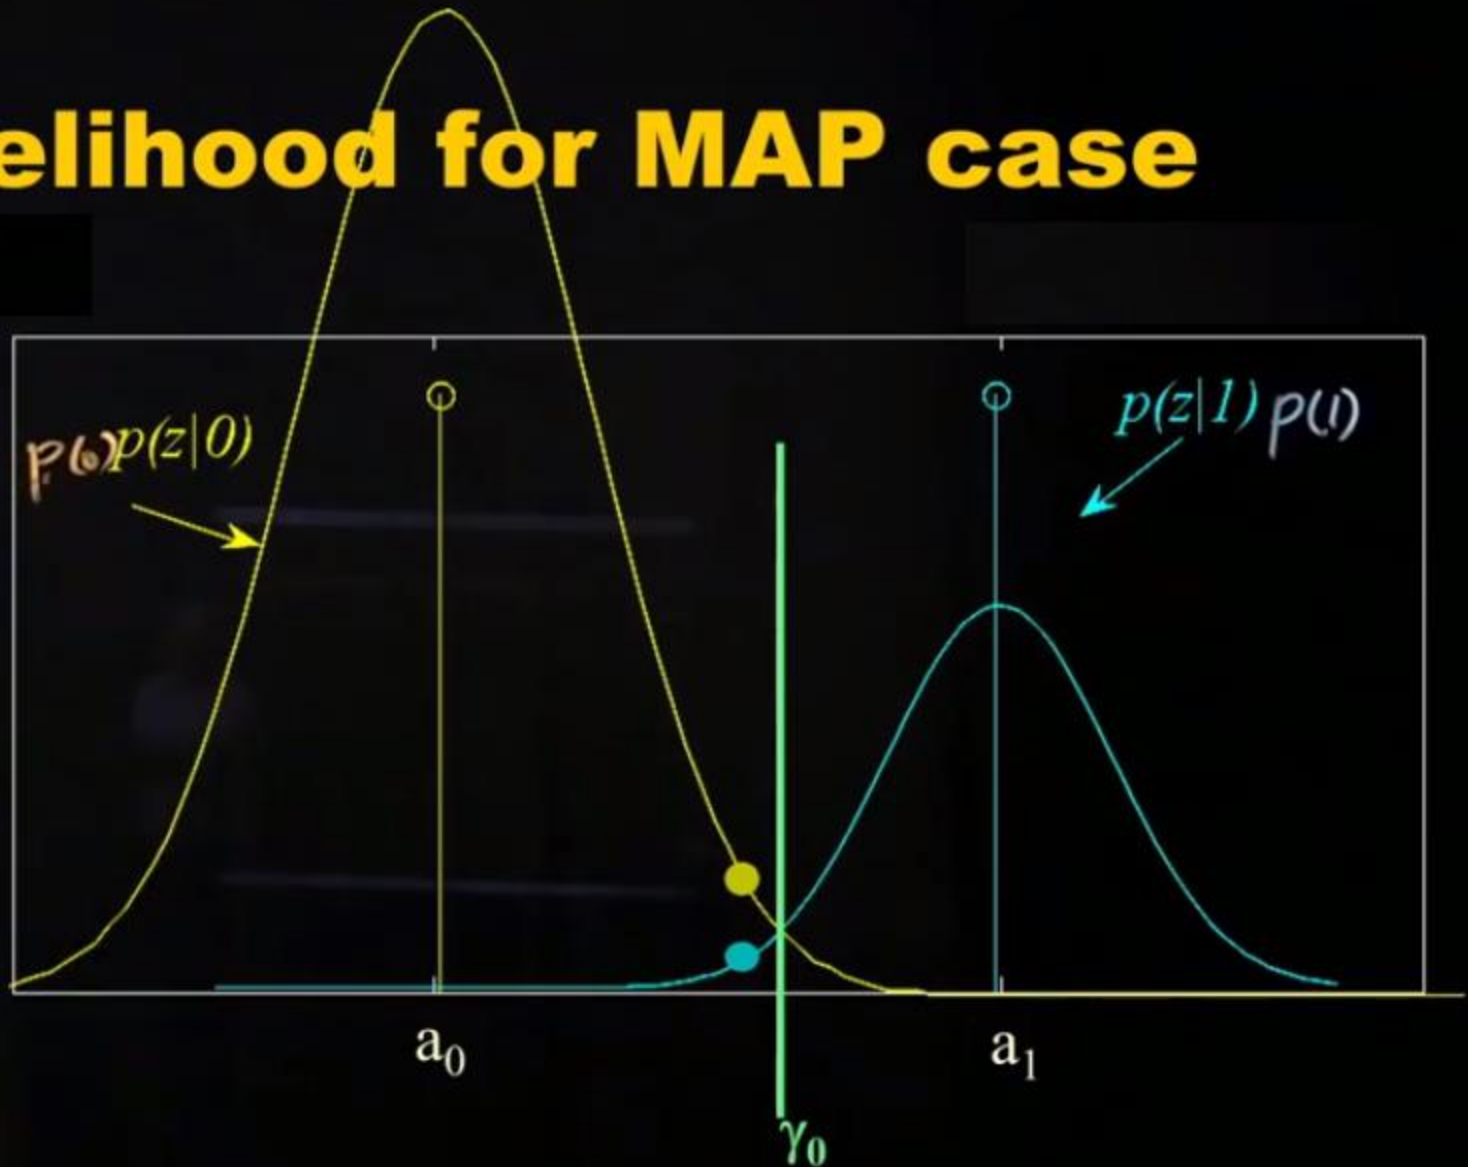 elihood for MAP case
p(0)p(z|0)
p(z|1) p(1)
a₀
a₁
γ₀